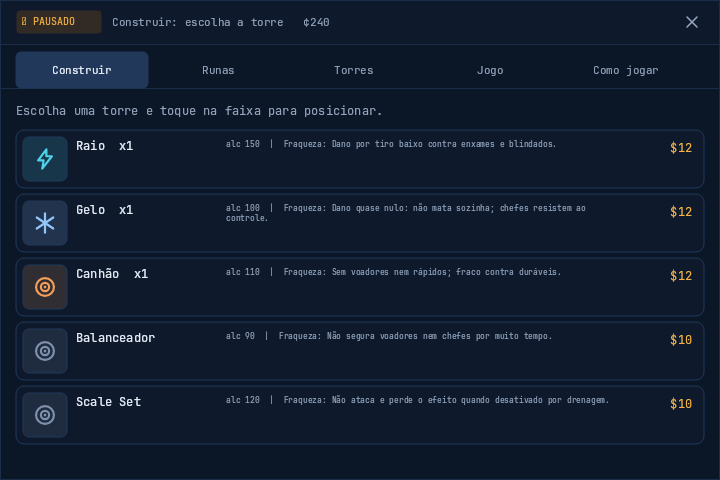 PAUSADO
Construir: escolha a torre $240
Construir Runas Torres Jogo Como jogar
Escolha uma torre e toque na faixa para posicionar.
Raio x1 alc 150 | Fraqueza: Dano por tiro baixo contra enxames e blindados. $12
Gelo x1 alc 100 | Fraqueza: Dano quase nulo: não mata sozinha; chefes resistem ao $12
controle.
Canhão x1 alc 110 | Fraqueza: Sem voadores nem rápidos; fraco contra duráveis. $12
Balanceador alc 90 | Fraqueza: Não segura voadores nem chefes por muito tempo. $10
Scale Set alc 120 | Fraqueza: Não ataca e perde o efeito quando desativado por drenagem. $10